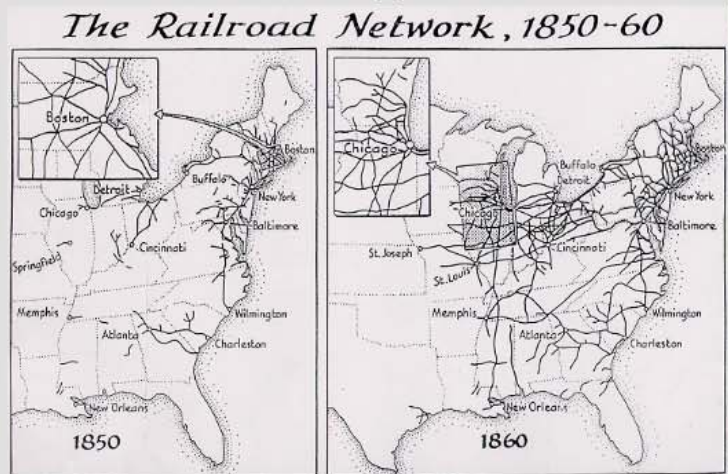 The Railroad Network, 1850-60
Boston
Boston
Detroit
Buffalo
New York
Chicago
Baltimore
Cincinnati
Springfield
Memphis
Wilmington
Atlanta
Charleston
New Orleans
1850
Chicago
Boston
Buffalo
Detroit
New York
Chicago
Baltimore
St. Joseph
Cincinnati
St. Louis
Memphis
Wilmington
Atlanta
Charleston
New Orleans
1860